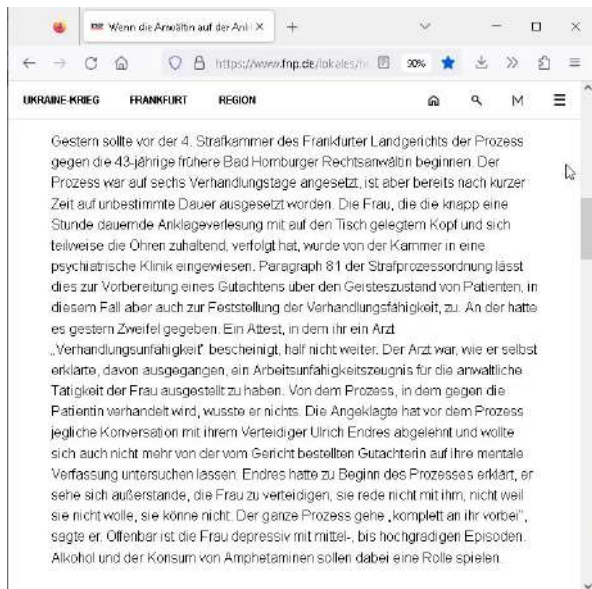 Wenn die Anwältin auf der Ankl
https://www.fnp.de/lokales/h
90%
UKRAINE-KRIEG FRANKFURT REGION
Gestern sollte vor der 4. Strafkammer des Frankfurter Landgerichts der Prozess
gegen die 43-jährige frühere Bad Homburger Rechtsanwältin beginnen. Der
Prozess war auf sechs Verhandlungstage angesetzt, ist aber bereits nach kurzer
Zeit auf unbestimmte Dauer ausgesetzt worden. Die Frau, die die knapp eine
Stunde dauernde Anklageverlesung mit auf den Tisch gelegtem Kopf und sich
teilweise die Ohren zuhaltend, verfolgt hat, wurde von der Kammer in eine
psychiatrische Klinik eingewiesen. Paragraph 81 der Strafprozessordnung lässt
dies zur Vorbereitung eines Gutachtens über den Geisteszustand von Patienten, in
diesem Fall aber auch zur Feststellung der Verhandlungsfähigkeit, zu. An der hatte
es gestern Zweifel gegeben. Ein Attest, in dem ihr ein Arzt
„Verhandlungsunfähigkeit" bescheinigt, half nicht weiter. Der Arzt war, wie er selbst
erklärte, davon ausgegangen, ein Arbeitsunfähigkeitszeugnis für die anwaltliche
Tätigkeit der Frau ausgestellt zu haben. Von dem Prozess, in dem gegen die
Patientin verhandelt wird, wusste er nichts. Die Angeklagte hat vor dem Prozess
jegliche Konversation mit ihrem Verteidiger Ulrich Endres abgelehnt und wollte
sich auch nicht mehr von der vom Gericht bestellten Gutachterin auf ihre mentale
Verfassung untersuchen lassen. Endres hatte zu Beginn des Prozesses erklärt, er
sehe sich außerstande, die Frau zu verteidigen, sie rede nicht mit ihm, nicht weil
sie nicht wolle, sie könne nicht. Der ganze Prozess gehe „komplett an ihr vorbei",
sagte er. Offenbar ist die Frau depressiv mit mittel-, bis hochgradigen Episoden.
Alkohol und der Konsum von Amphetaminen sollen dabei eine Rolle spielen.